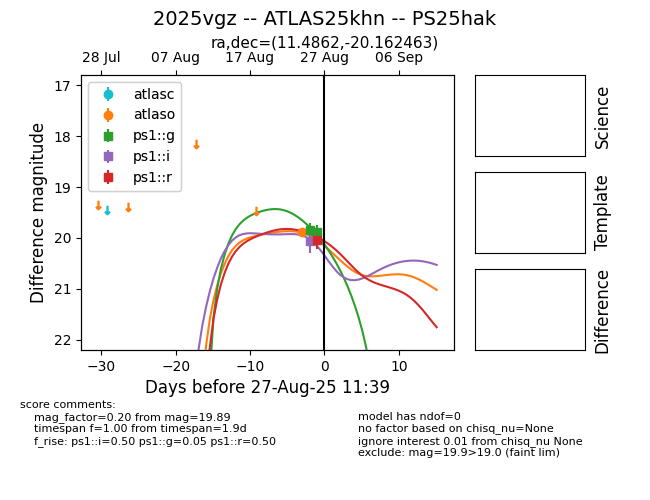 2025vgz -- ATLAS25khn -- PS25hak
ra,dec=(11.4862,-20.162463)
28 Jul 07 Aug 17 Aug 27 Aug 06 Sep
17
18
19
20
21
22
Difference magnitude
atlasc
atlaso
ps1::g
ps1::i
ps1::r
−30 −20 −10 0 10
Days before 27-Aug-25 11:39
Science
Template
Difference
score comments:
mag_factor=0.20 from mag=19.89
timespan f=1.00 from timespan=1.9d
f_rise: ps1::i=0.50 ps1::g=0.05 ps1::r=0.50
model has ndof=0
no factor based on chisq_nu=None
ignore interest 0.01 from chisq_nu None
exclude: mag=19.9>19.0 (faint lim)